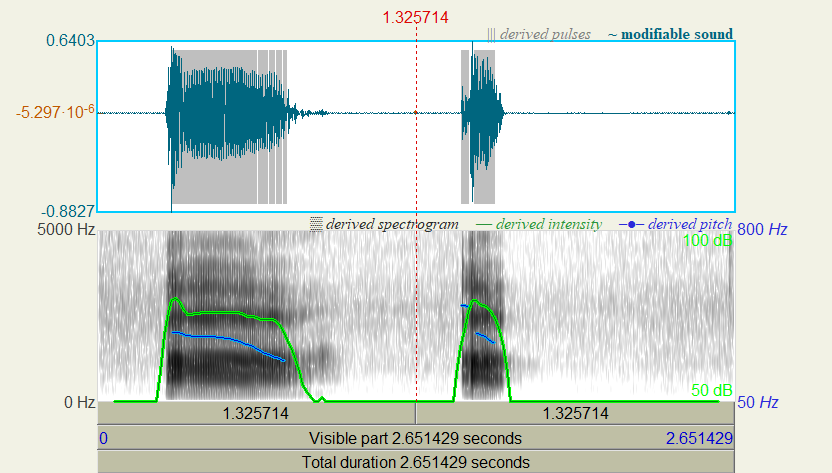 1.325714
derived pulses ~ modifiable sound
0.6403
-5.297·10-6
-0.8827
derived spectrogram derived intensity derived pitch
5000 Hz 800 Hz
100 dB
50 dB
0 Hz 50 Hz
1.325714 1.325714
0 Visible part 2.651429 seconds 2.651429
Total duration 2.651429 seconds